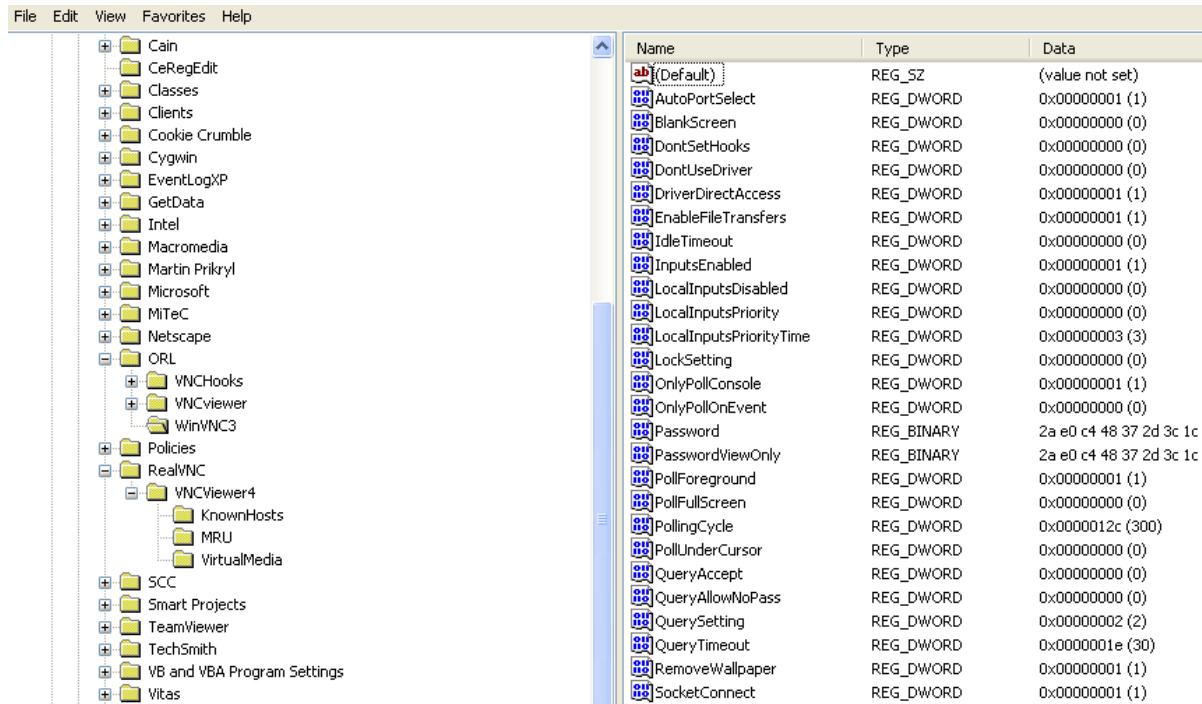 File Edit View Favorites Help
Cain
CeRegEdit
Classes
Clients
Cookie Crumble
Cygwin
EventLogXP
GetData
Intel
Macromedia
Martin Prikryl
Microsoft
MiTeC
Netscape
ORL
VNCHooks
VNCviewer
WinVNC3
Policies
RealVNC
VNCViewer4
KnownHosts
MRU
VirtualMedia
SCC
Smart Projects
TeamViewer
TechSmith
VB and VBA Program Settings
Vitas
Name Type Data
(Default) REG_SZ (value not set)
AutoPortSelect REG_DWORD 0x00000001 (1)
BlankScreen REG_DWORD 0x00000000 (0)
DontSetHooks REG_DWORD 0x00000000 (0)
DontUseDriver REG_DWORD 0x00000000 (0)
DriverDirectAccess REG_DWORD 0x00000001 (1)
EnableFileTransfers REG_DWORD 0x00000001 (1)
IdleTimeout REG_DWORD 0x00000000 (0)
InputsEnabled REG_DWORD 0x00000001 (1)
LocalInputsDisabled REG_DWORD 0x00000000 (0)
LocalInputsPriority REG_DWORD 0x00000000 (0)
LocalInputsPriorityTime REG_DWORD 0x00000003 (3)
LockSetting REG_DWORD 0x00000000 (0)
OnlyPollConsole REG_DWORD 0x00000001 (1)
OnlyPollOnEvent REG_DWORD 0x00000000 (0)
Password REG_BINARY 2a e0 c4 48 37 2d 3c 1c
PasswordViewOnly REG_BINARY 2a e0 c4 48 37 2d 3c 1c
PollForeground REG_DWORD 0x00000001 (1)
PollFullScreen REG_DWORD 0x00000000 (0)
PollingCycle REG_DWORD 0x0000012c (300)
PollUnderCursor REG_DWORD 0x00000000 (0)
QueryAccept REG_DWORD 0x00000000 (0)
QueryAllowNoPass REG_DWORD 0x00000000 (0)
QuerySetting REG_DWORD 0x00000002 (2)
QueryTimeout REG_DWORD 0x0000001e (30)
RemoveWallpaper REG_DWORD 0x00000001 (1)
SocketConnect REG_DWORD 0x00000001 (1)